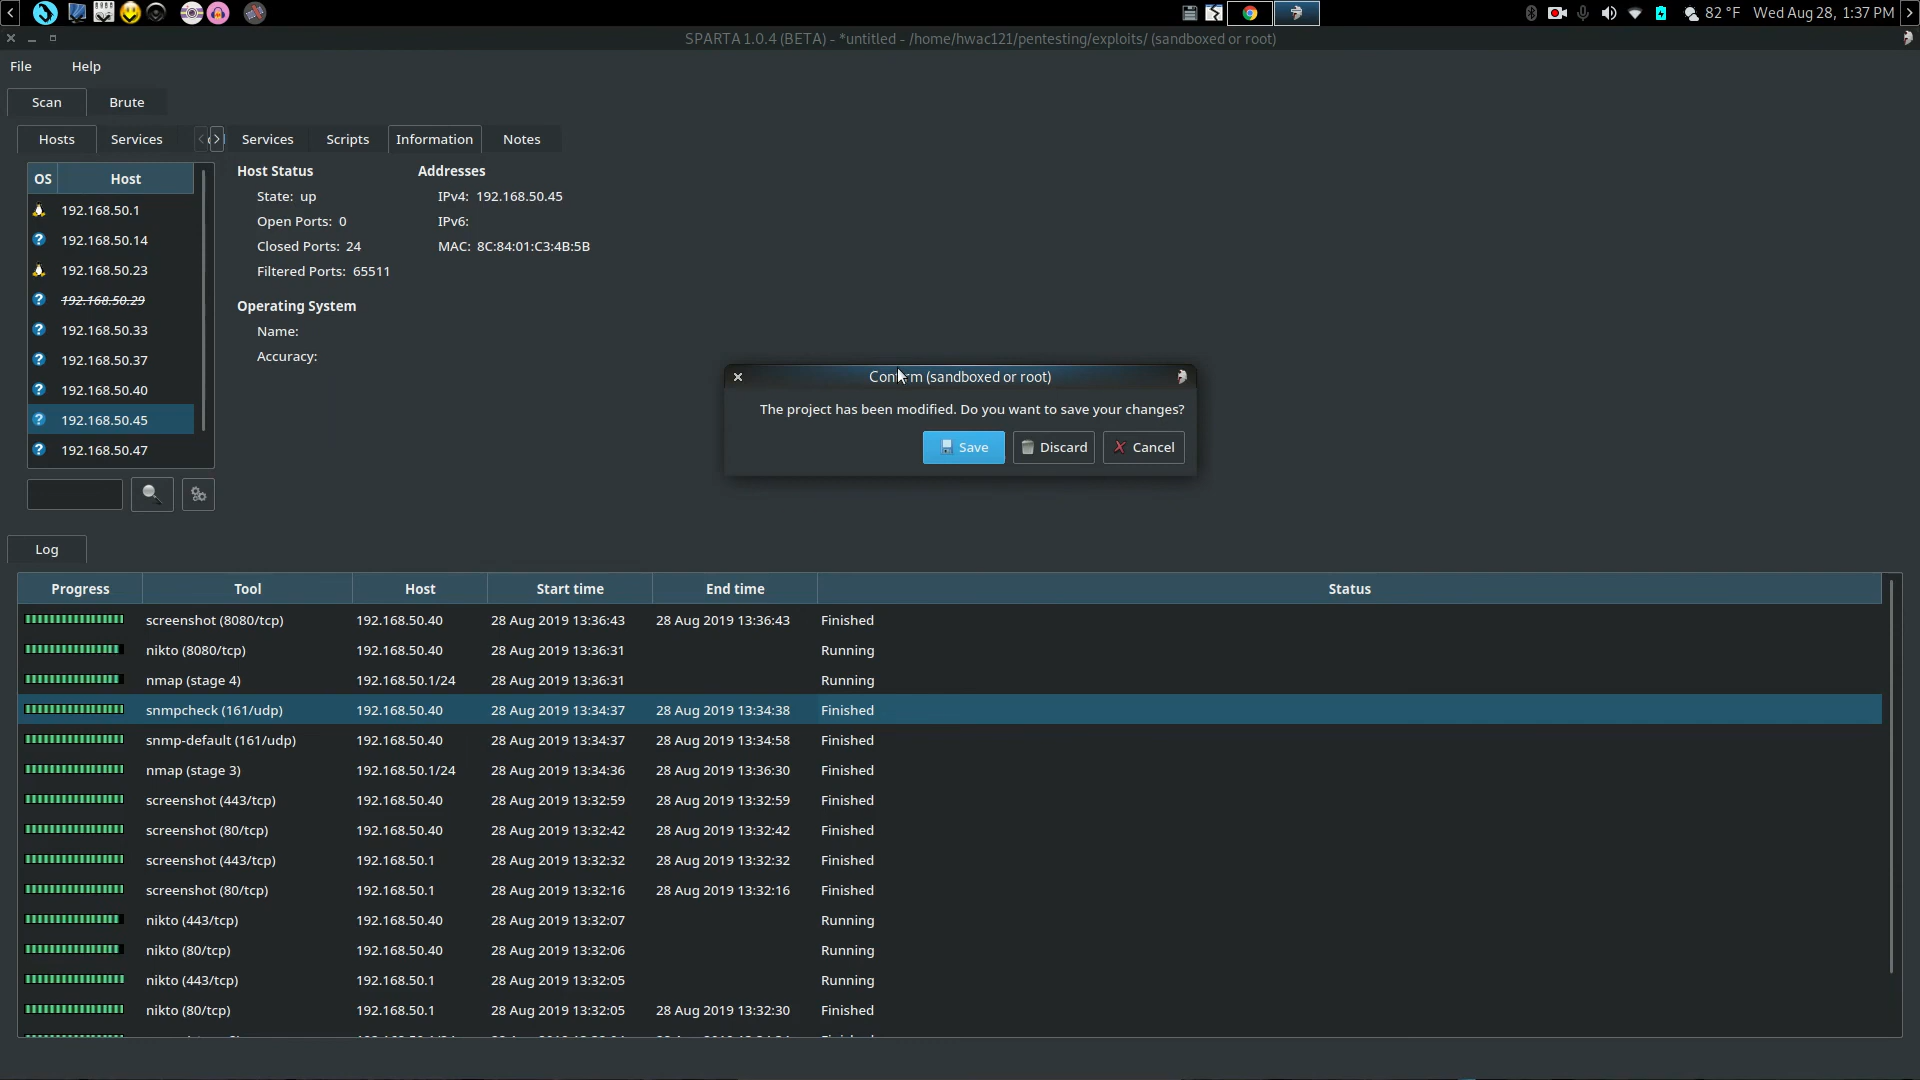 82 °F Wed Aug 28, 1:37 PM
SPARTA 1.0.4 (BETA) - *untitled - /home/hwac121/pentesting/exploits/ (sandboxed or root)
File Help
Scan Brute
Hosts Services Services Scripts Information Notes
OS Host
192.168.50.1
192.168.50.14
192.168.50.23
192.168.50.29
192.168.50.33
192.168.50.37
192.168.50.40
192.168.50.45
192.168.50.47
Host Status
State: up
Open Ports: 0
Closed Ports: 24
Filtered Ports: 65511
Addresses
IPv4: 192.168.50.45
IPv6:
MAC: 8C:84:01:C3:4B:5B
Operating System
Name:
Accuracy:
Confirm (sandboxed or root)
The project has been modified. Do you want to save your changes?
Save Discard Cancel
Log
Progress Tool Host Start time End time Status
screenshot (8080/tcp) 192.168.50.40 28 Aug 2019 13:36:43 28 Aug 2019 13:36:43 Finished
nikto (8080/tcp) 192.168.50.40 28 Aug 2019 13:36:31 Running
nmap (stage 4) 192.168.50.1/24 28 Aug 2019 13:36:31 Running
snmpcheck (161/udp) 192.168.50.40 28 Aug 2019 13:34:37 28 Aug 2019 13:34:38 Finished
snmp-default (161/udp) 192.168.50.40 28 Aug 2019 13:34:37 28 Aug 2019 13:34:58 Finished
nmap (stage 3) 192.168.50.1/24 28 Aug 2019 13:34:36 28 Aug 2019 13:36:30 Finished
screenshot (443/tcp) 192.168.50.40 28 Aug 2019 13:32:59 28 Aug 2019 13:32:59 Finished
screenshot (80/tcp) 192.168.50.40 28 Aug 2019 13:32:42 28 Aug 2019 13:32:42 Finished
screenshot (443/tcp) 192.168.50.1 28 Aug 2019 13:32:32 28 Aug 2019 13:32:32 Finished
screenshot (80/tcp) 192.168.50.1 28 Aug 2019 13:32:16 28 Aug 2019 13:32:16 Finished
nikto (443/tcp) 192.168.50.40 28 Aug 2019 13:32:07 Running
nikto (80/tcp) 192.168.50.40 28 Aug 2019 13:32:06 Running
nikto (443/tcp) 192.168.50.1 28 Aug 2019 13:32:05 Running
nikto (80/tcp) 192.168.50.1 28 Aug 2019 13:32:05 28 Aug 2019 13:32:30 Finished